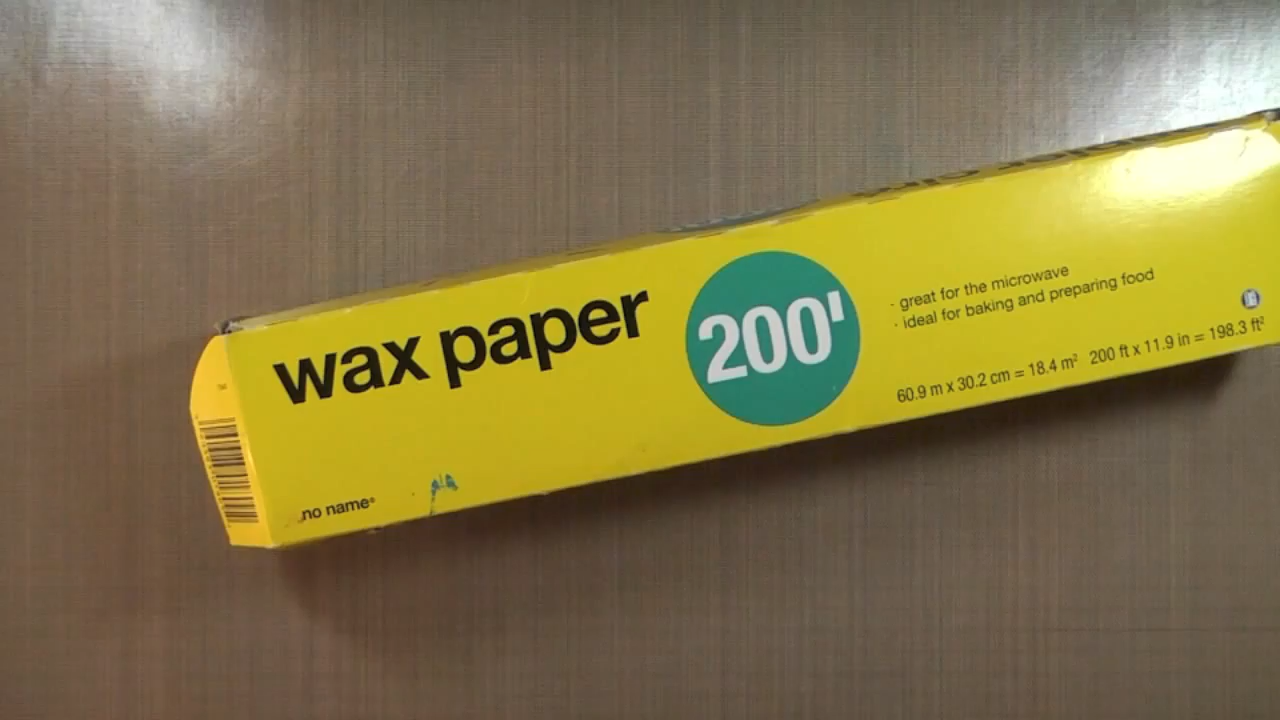 wax paper
200'
· great for the microwave
· ideal for baking and preparing food
60.9 m x 30.2 cm = 18.4 m² 200 ft x 11.9 in = 198.3 ft²
no name®